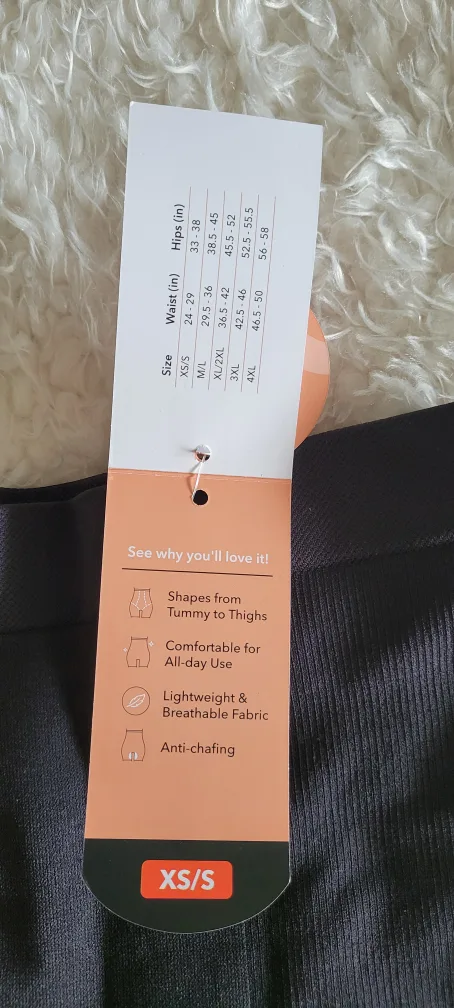 Size Waist (in) Hips (in)
XS/S 24 - 29 33 - 38
M/L 29.5 - 36 38.5 - 45
XL/2XL 36.5 - 42 45.5 - 52
3XL 42.5 - 46 52.5 - 55.5
4XL 46.5 - 50 56 - 58
See why you'll love it!
Shapes from
Tummy to Thighs
Comfortable for
All-day Use
Lightweight &
Breathable Fabric
Anti-chafing
XS/S